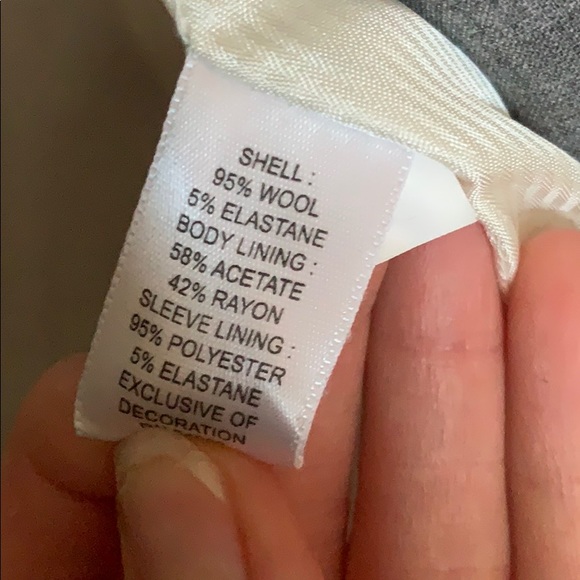 SHELL :
95% WOOL
5% ELASTANE
BODY LINING :
58% ACETATE
42% RAYON
SLEEVE LINING :
95% POLYESTER
5% ELASTANE
EXCLUSIVE OF
DECORATION